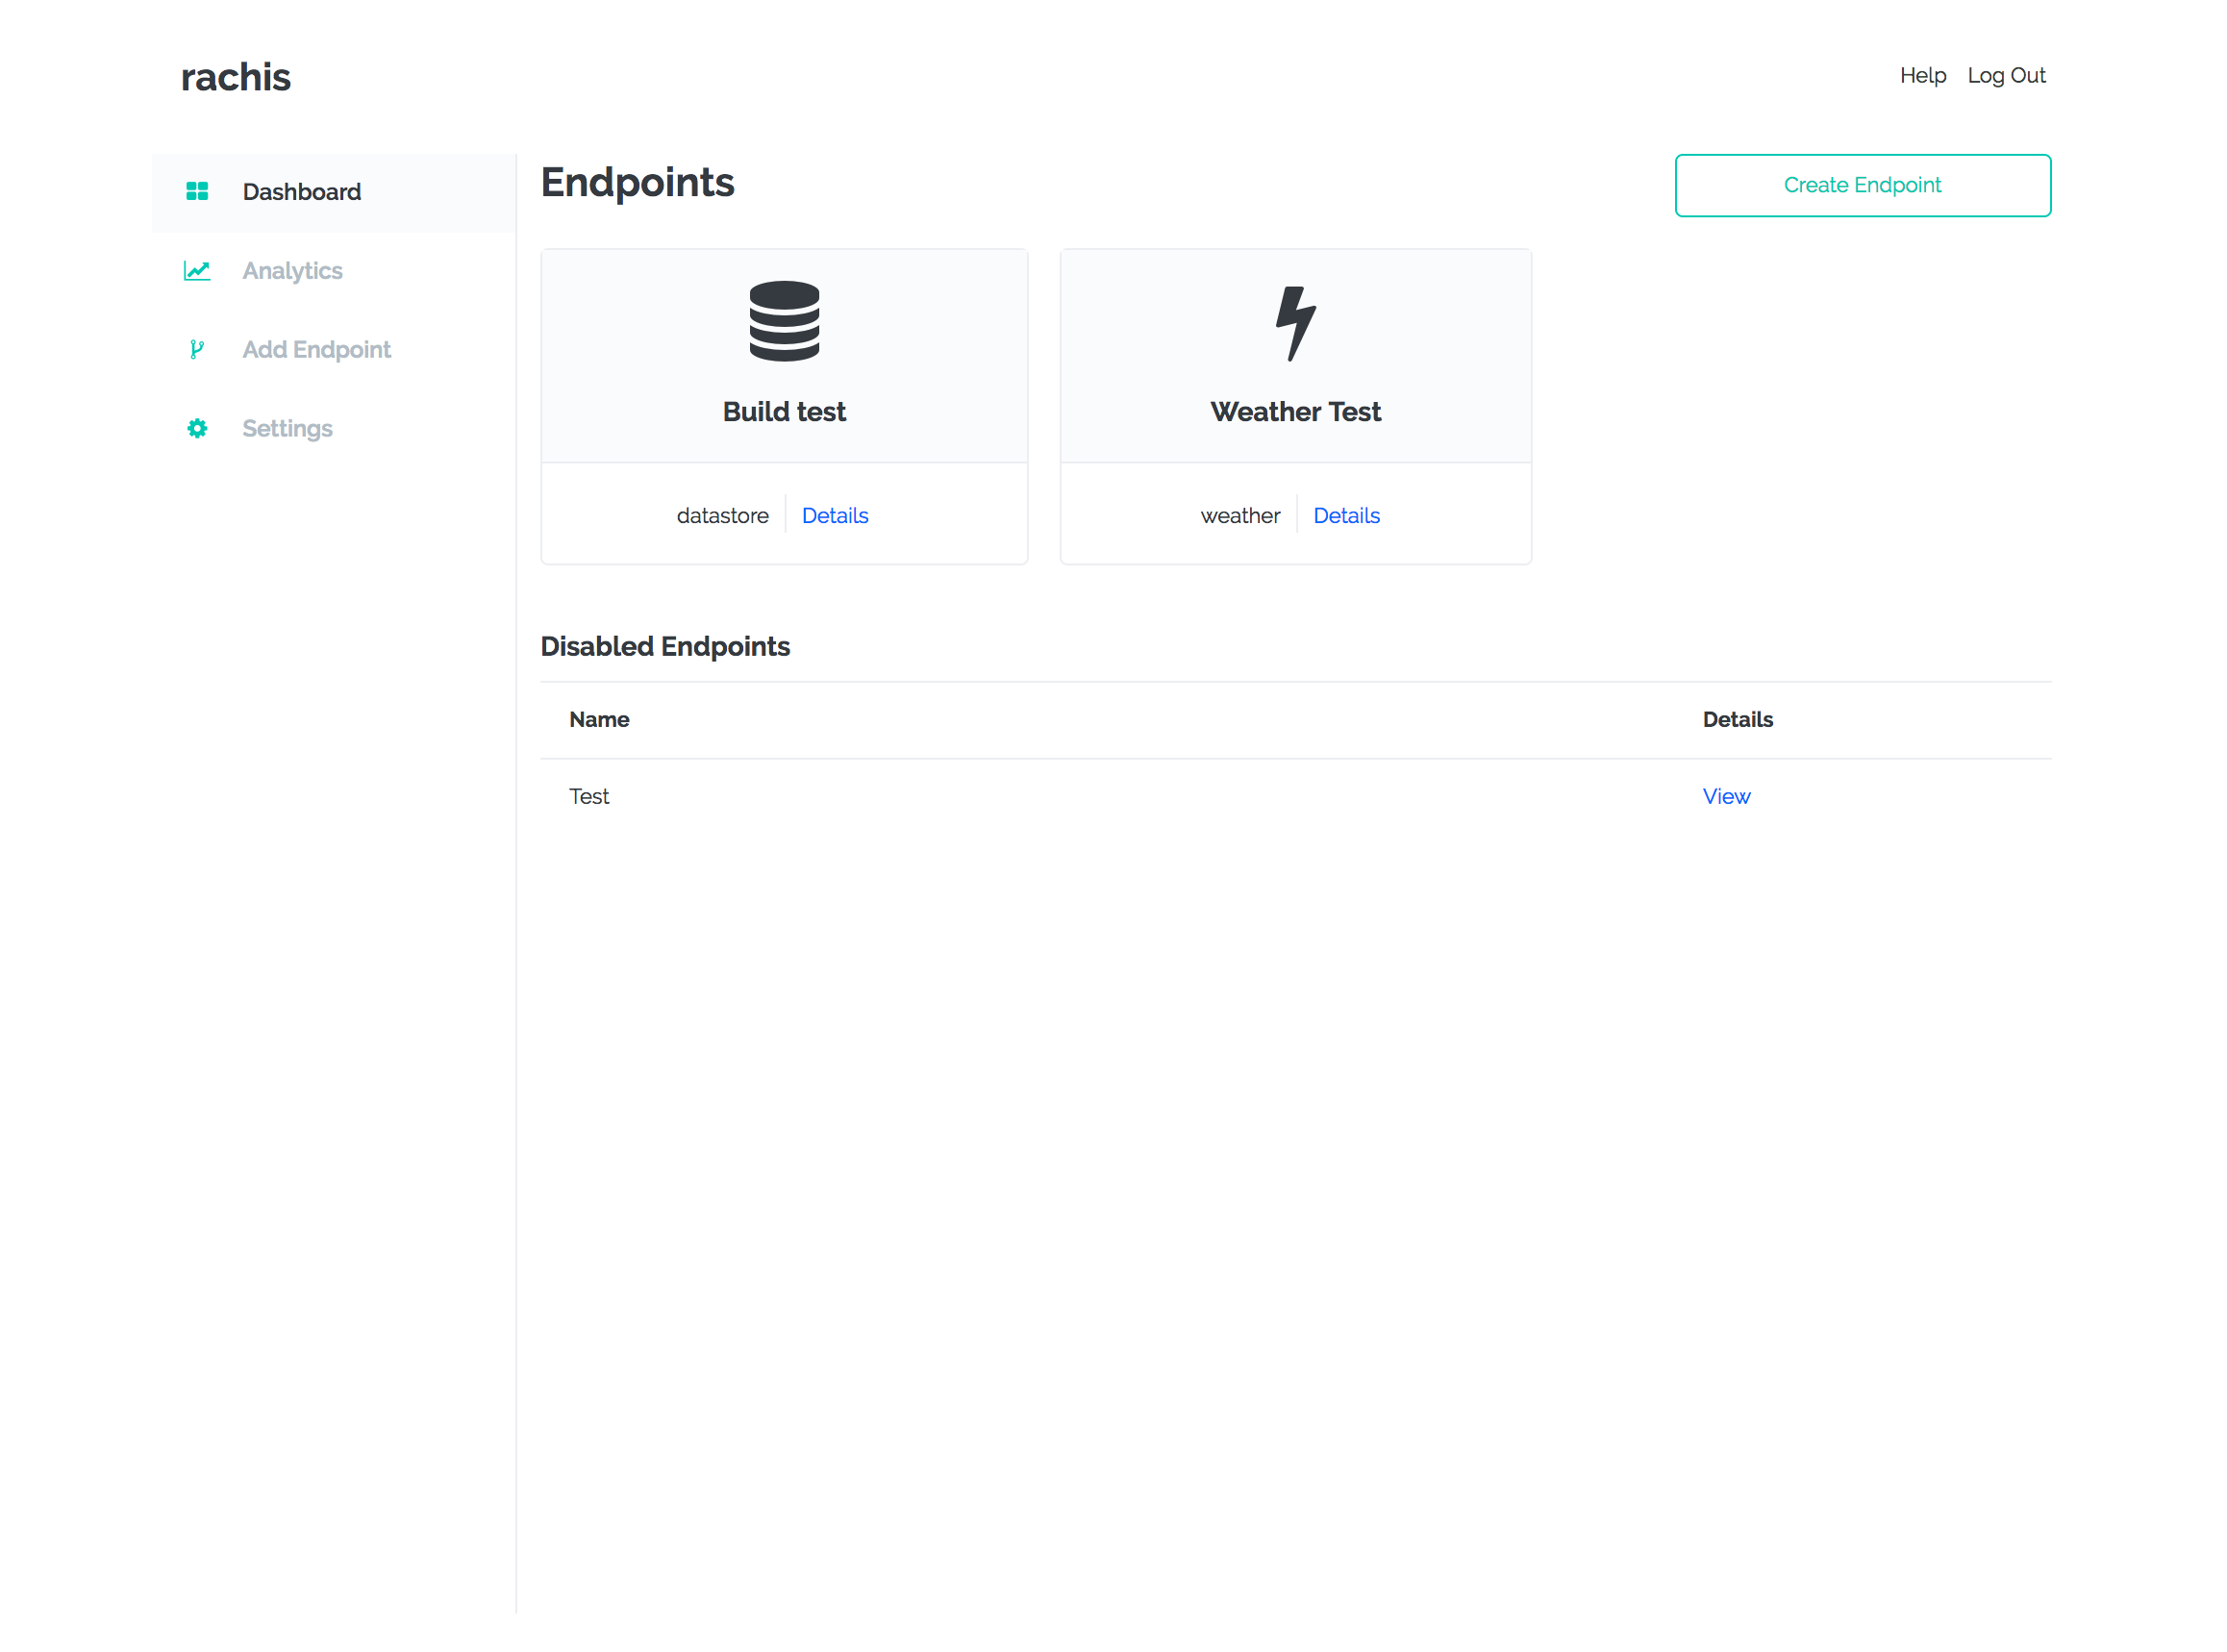 rachis
Help Log Out
Dashboard
Analytics
Add Endpoint
Settings
Endpoints
Create Endpoint
Build test
datastore Details
Weather Test
weather Details
Disabled Endpoints
Name Details
Test View